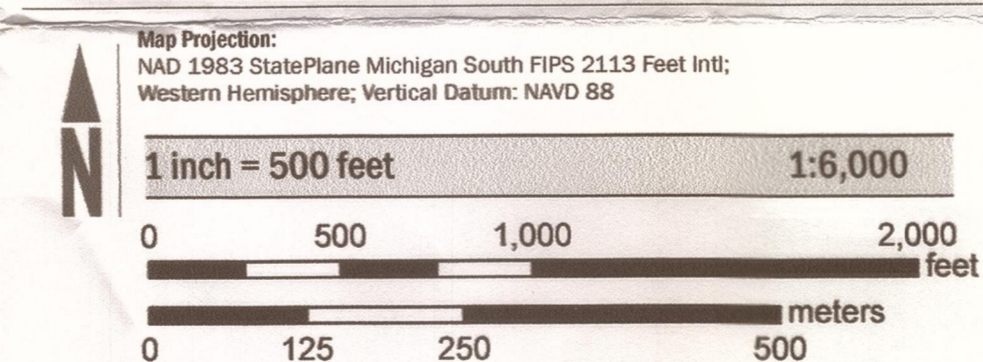 Map Projection:
NAD 1983 StatePlane Michigan South FIPS 2113 Feet Intl;
Western Hemisphere; Vertical Datum: NAVD 88
N
1 inch = 500 feet 1:6,000
0 500 1,000 2,000
feet
meters
0 125 250 500